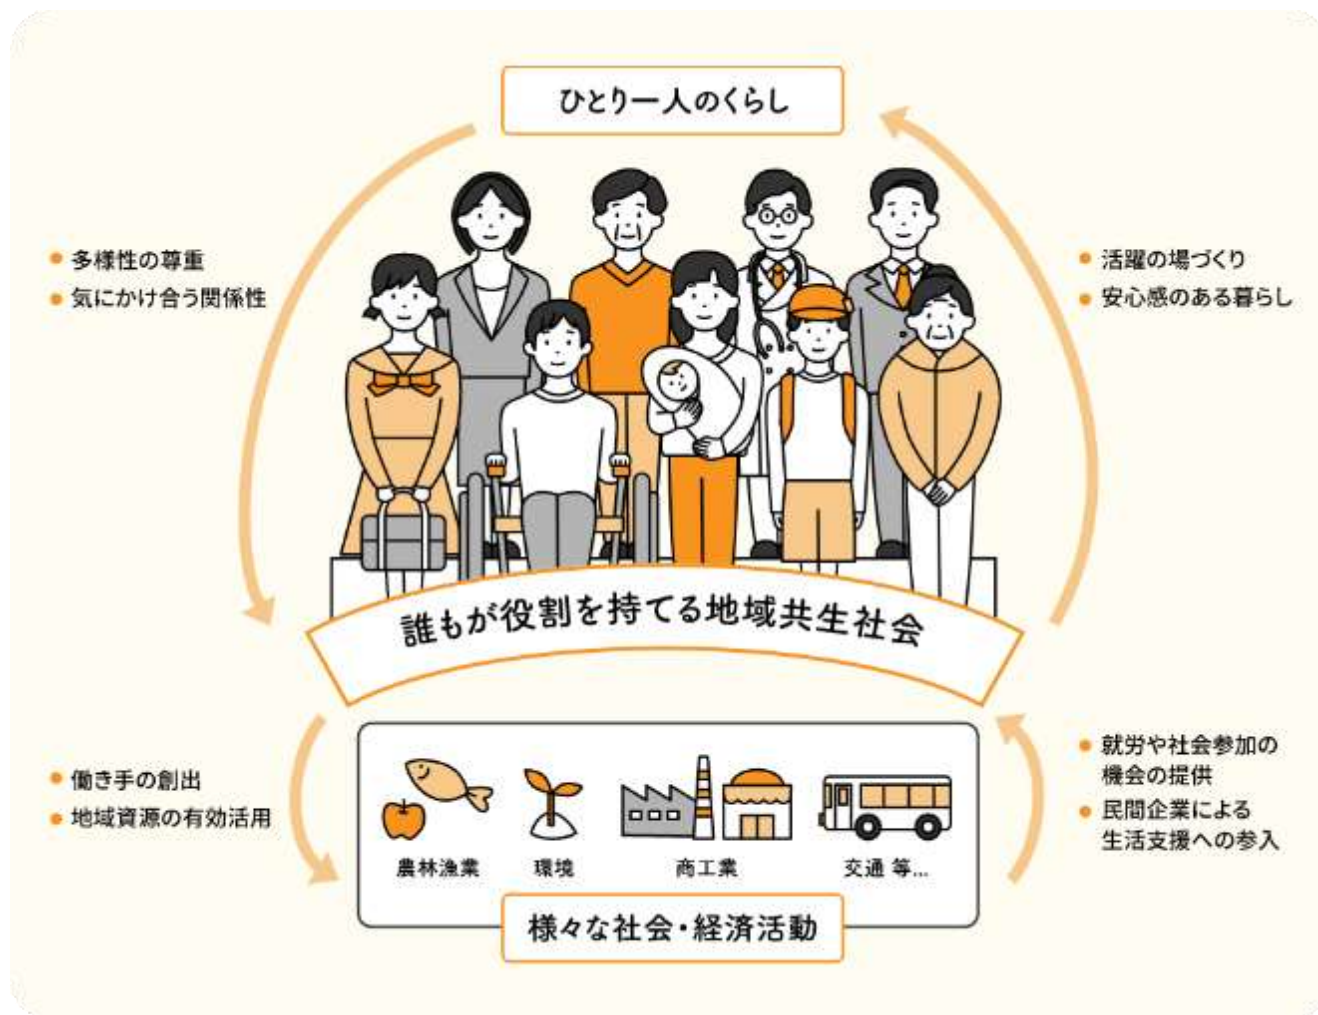 ひとり一人のくらし
多様性の尊重
気にかけ合う関係性
活躍の場づくり
安心感のある暮らし
誰もが役割を持てる地域共生社会
働き手の創出
地域資源の有効活用
就労や社会参加の
機会の提供
民間企業による
生活支援への参入
農林漁業
環境
商工業
交通 等...
様々な社会・経済活動